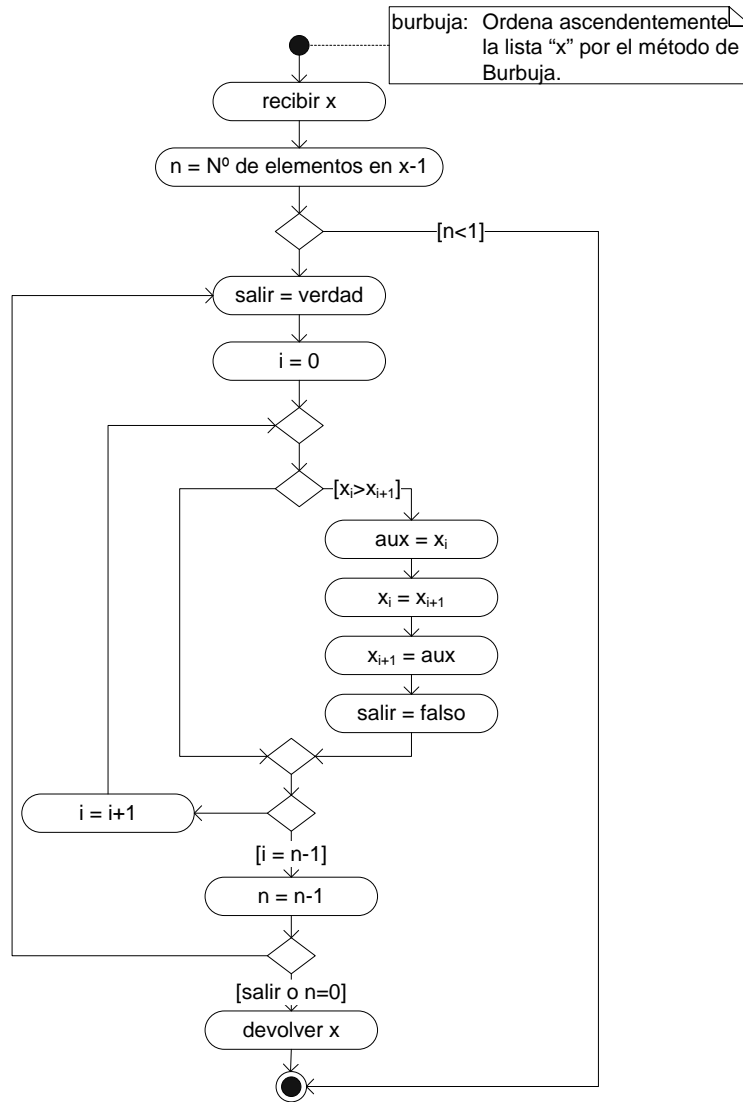 burbuja: Ordena ascendentemente
la lista “x” por el método de
Burbuja.
recibir x
n = Nº de elementos en x-1
[n<1]
salir = verdad
i = 0
[xᵢ>xᵢ₊₁]
aux = xᵢ
xᵢ = xᵢ₊₁
xᵢ₊₁ = aux
salir = falso
i = i+1
[i = n-1]
n = n-1
[salir o n=0]
devolver x